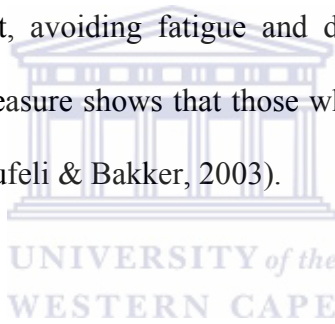 t, avoiding fatigue and d
easure shows that those wh
ufeli & Bakker, 2003).
UNIVERSITY of the
WESTERN CAPE